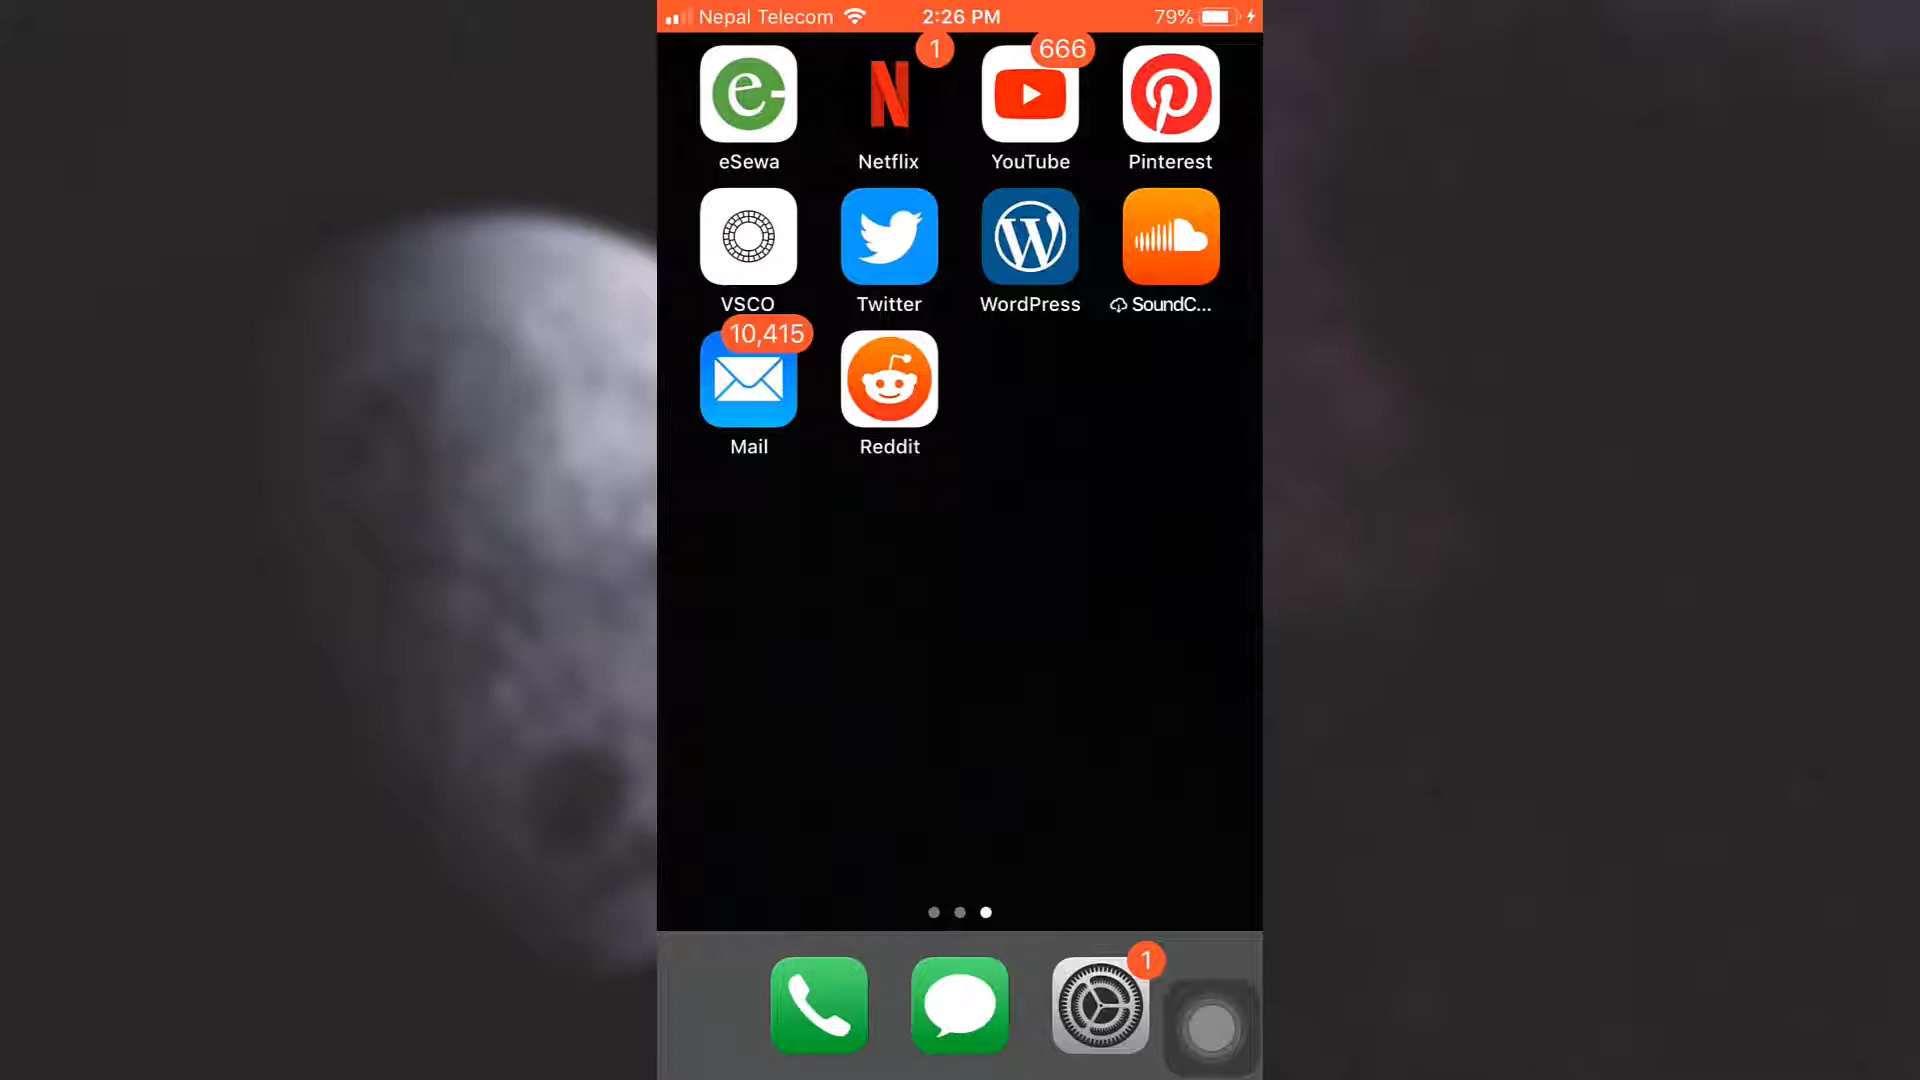 Nepal Telecom 2:26 PM 79%
1 666
eSewa Netflix YouTube Pinterest
VSCO Twitter WordPress SoundC...
10,415
Mail Reddit
1